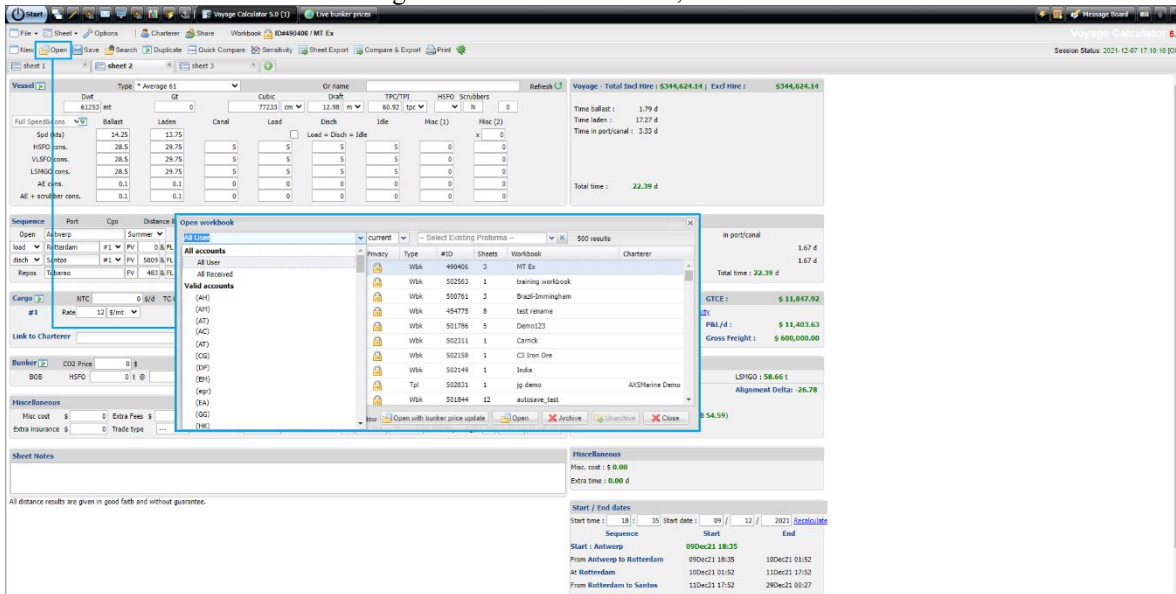 Start Voyage Calculator 5.0 (1) Live bunker prices Message Board
File Sheet Options Charterer Share Workbook ID#490406 / MT Ex Voyage Calculator 5.
New Open Save Search Duplicate Quick Compare Sensitivity Sheet Export Compare & Export Print Session Status: 2021-12-07 17:10:16
sheet 1 sheet 2 sheet 3
Vessel Type * Average 61 Or name Refresh
Dwt Gt Cubic Draft TPC/TPI HSFO Scrubbers
61253 mt 0 77233 cm 12.98 m 60.92 tpc N 0
Ballast Laden Canal Load Disch Idle Misc (1) Misc (2)
Spd (kts) 14.25 13.75 Load = Disch = Idle x 0
HSFO cons. 28.5 29.75 5 5 5 5 0 0
VLSFO cons. 28.5 29.75 5 5 5 5 0 0
LSMGO cons. 28.5 29.75 5 5 5 5 0 0
AE cons. 0.1 0.1 0 0 0 0 0 0
AE + scrubber cons. 0.1 0.1 0 0 0 0 0 0
Voyage - Total Incl Hire : $344,624.14 ; Excl Hire : $344,624.14
Time ballast : 1.79 d
Time laden : 17.27 d
Time in port/canal : 3.33 d
Total time : 22.39 d
Sequence Port Cgo Distance
Open Antwerp Summer
load Rotterdam #1 FV 0
disch Santos #1 FV 5009
Repos Tubarao FV 483
in port/canal
1.67 d
1.67 d
Total time : 22.39 d
Open workbook
All User current -- Select Existing Proforma -- 500 results
All accounts
All User
All Received
Valid accounts
(AH)
(AM)
(AT)
(AC)
(AT)
(CG)
(DP)
(EM)
(egr)
(EA)
(GG)
(HK)
Privacy Type #ID Sheets Workbook Charterer
Wbk 490406 3 MT Ex
Wbk 502563 1 training workbook
Wbk 500761 3 Brazil-Immingham
Wbk 454775 8 test rename
Wbk 501786 5 Demo123
Wbk 502311 1 Carrick
Wbk 502158 1 C3 Iron Ore
Wbk 502149 1 India
Tpl 502031 1 jg demo AXSMarine Demo
Wbk 501844 12 autosave_test
Open with bunker price update Open Archive Unarchive Close
Cargo NTC 0 $/d
#1 Rate 12 $/mt
Link to Charterer
GTCE : $ 11,847.92
P&L/d : $ 11,403.63
Gross Freight : $ 600,000.00
Bunker CO2 Price 0 $
BOB HSFO 0 t @
LSMGO : 58.66 t
Alignment Delta: -26.78
Miscellaneous
Misc cost $ 0 Extra Fees $
Extra insurance $ 0 Trade type ---
54.59)
Sheet Notes
Miscellaneous
Misc. cost : $ 0.00
Extra time : 0.00 d
All distance results are given in good faith and without guarantee.
Start / End dates
Start time : 18 : 35 Start date : 09 / 12 / 2021 Recalculate
Sequence Start End
Start : Antwerp 09Dec21 18:35
From Antwerp to Rotterdam 09Dec21 18:35 10Dec21 01:52
At Rotterdam 10Dec21 01:52 11Dec21 17:52
From Rotterdam to Santos 11Dec21 17:52 29Dec21 00:27